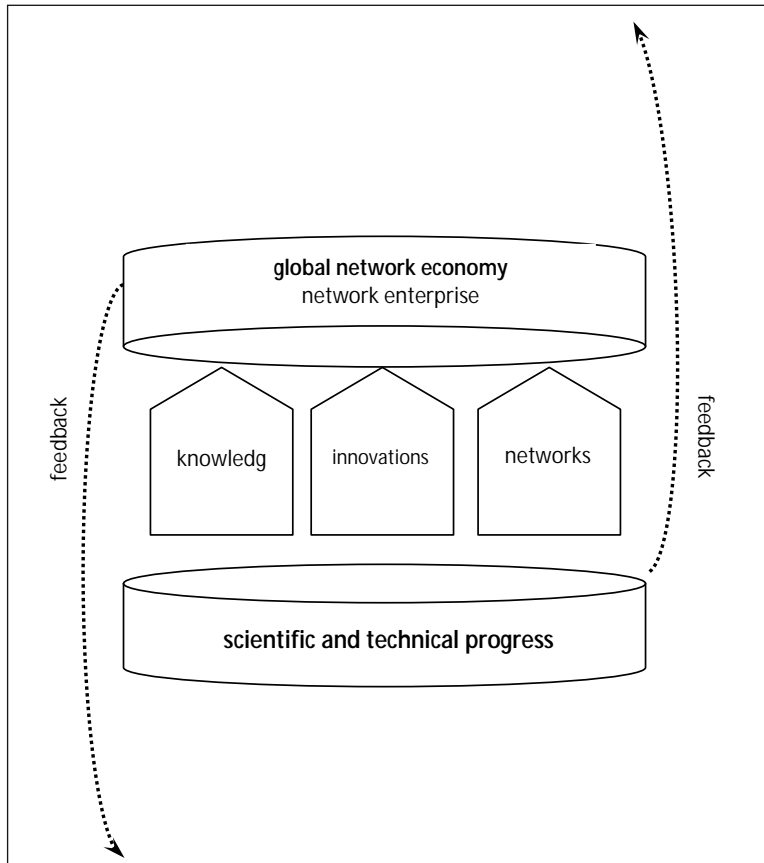 global network economy
network enterprise
feedback
feedback
knowledg
innovations
networks
scientific and technical progress